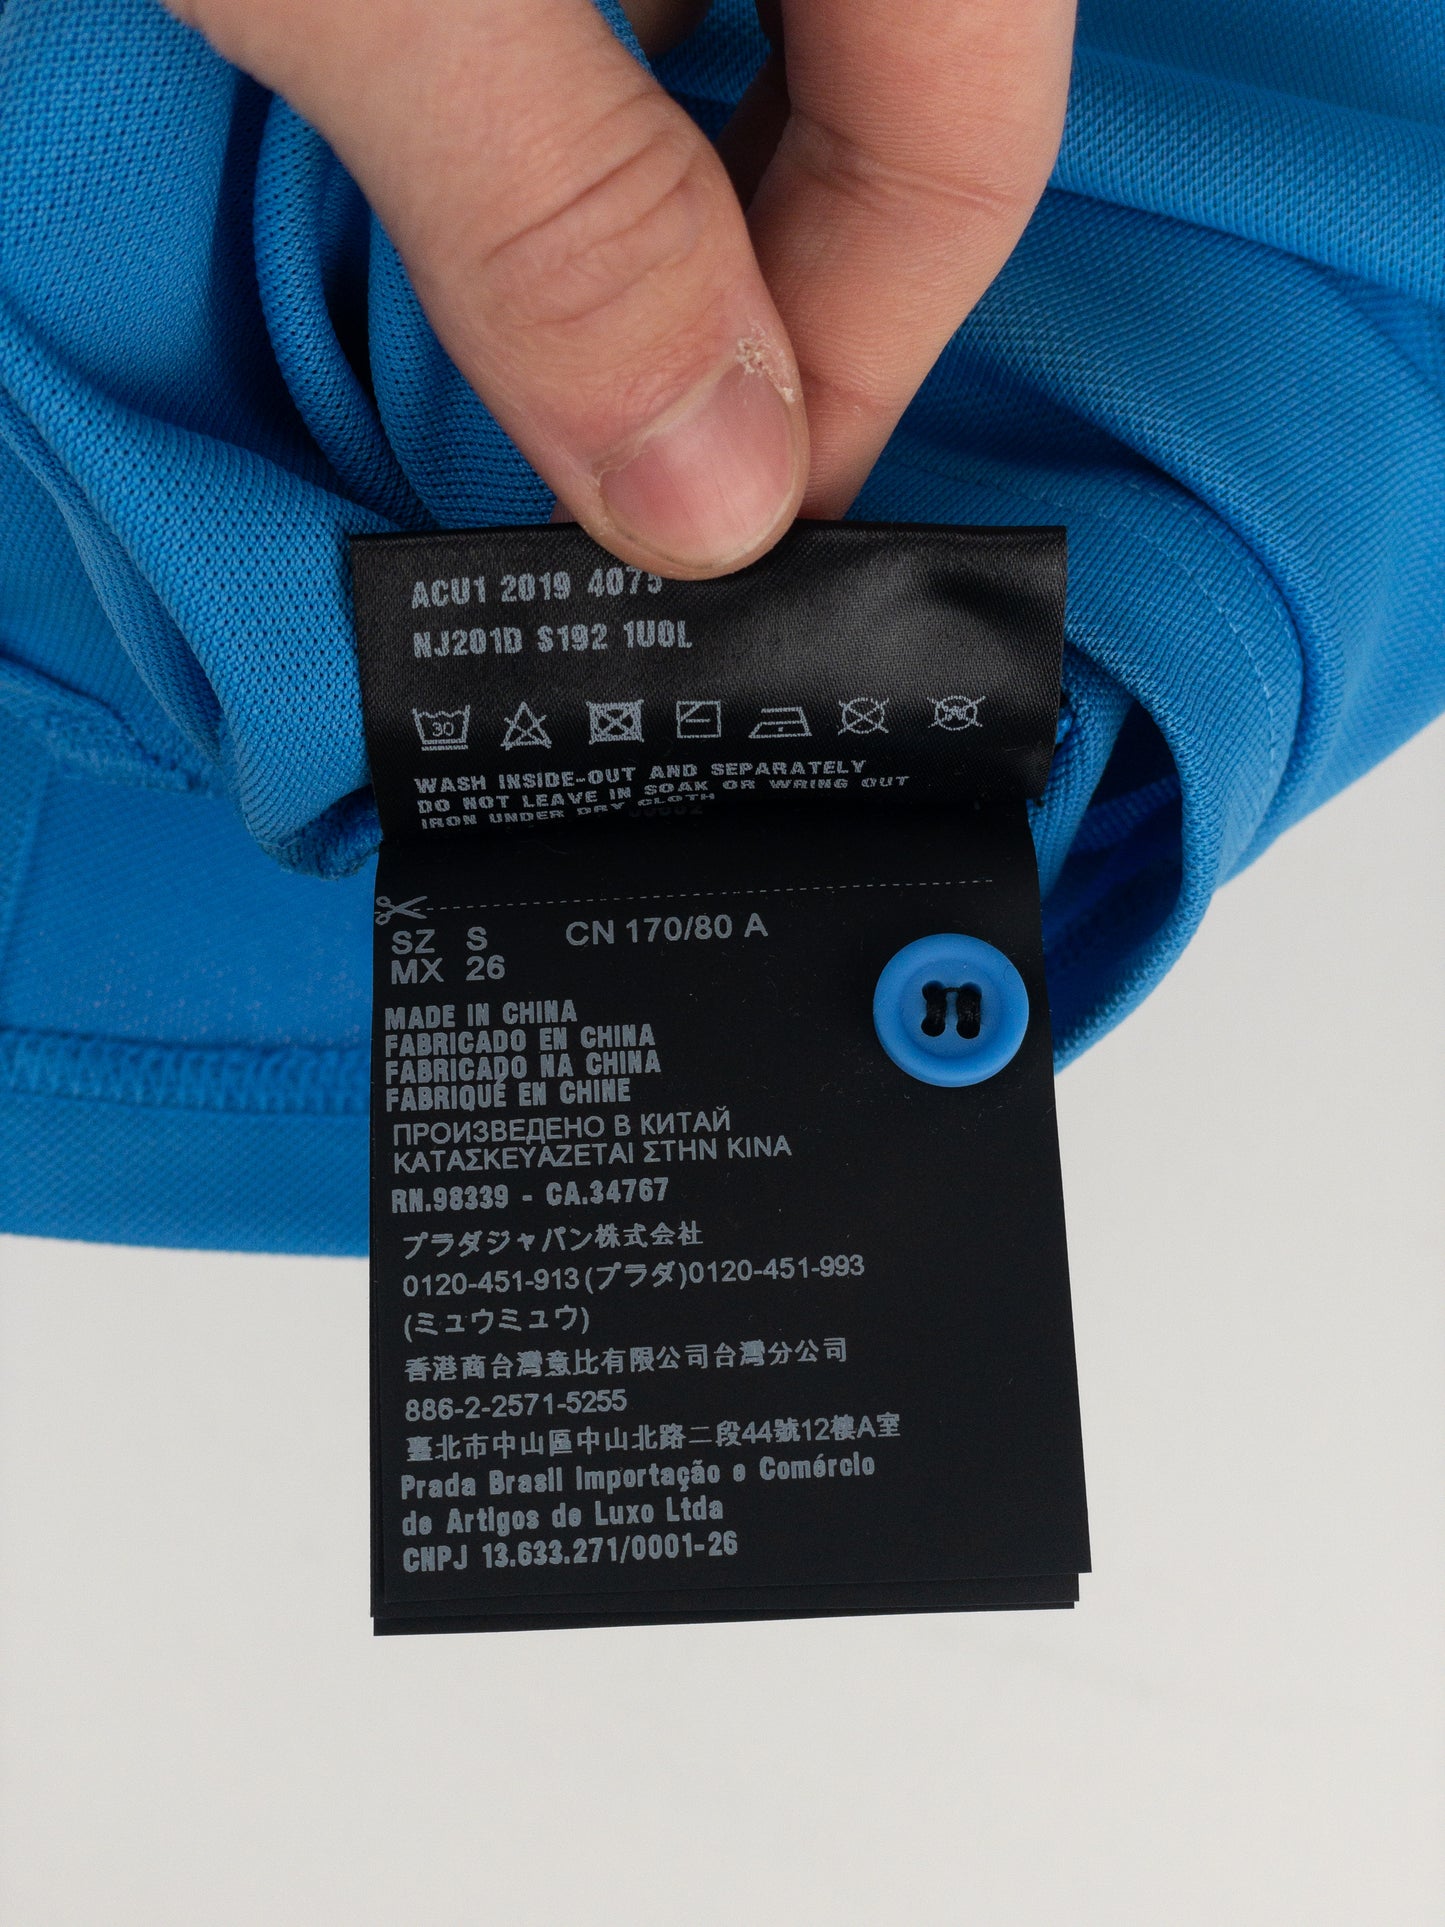 ACU1 2019 4075
NJ201D S192 1U0L
30
WASH INSIDE-OUT AND SEPARATELY
DO NOT LEAVE IN SOAK OR WRING OUT
IRON UNDER DRY CLOTH
SZ S CN 170/80 A
MX 26
MADE IN CHINA
FABRICADO EN CHINA
FABRICADO NA CHINA
FABRIQUÉ EN CHINE
ПРОИЗВЕДЕНО В КИТАЙ
ΚΑΤΑΣΚΕΥΑΖΕΤΑΙ ΣΤΗΝ ΚΙΝΑ
RN.98339 - CA.34767
プラダジャパン株式会社
0120-451-913(プラダ)0120-451-993
(ミュウミュウ)
香港商台灣意比有限公司台灣分公司
886-2-2571-5255
臺北市中山區中山北路二段44號12樓A室
Prada Brasil Importação e Comércio
de Artigos de Luxo Ltda
CNPJ 13.633.271/0001-26